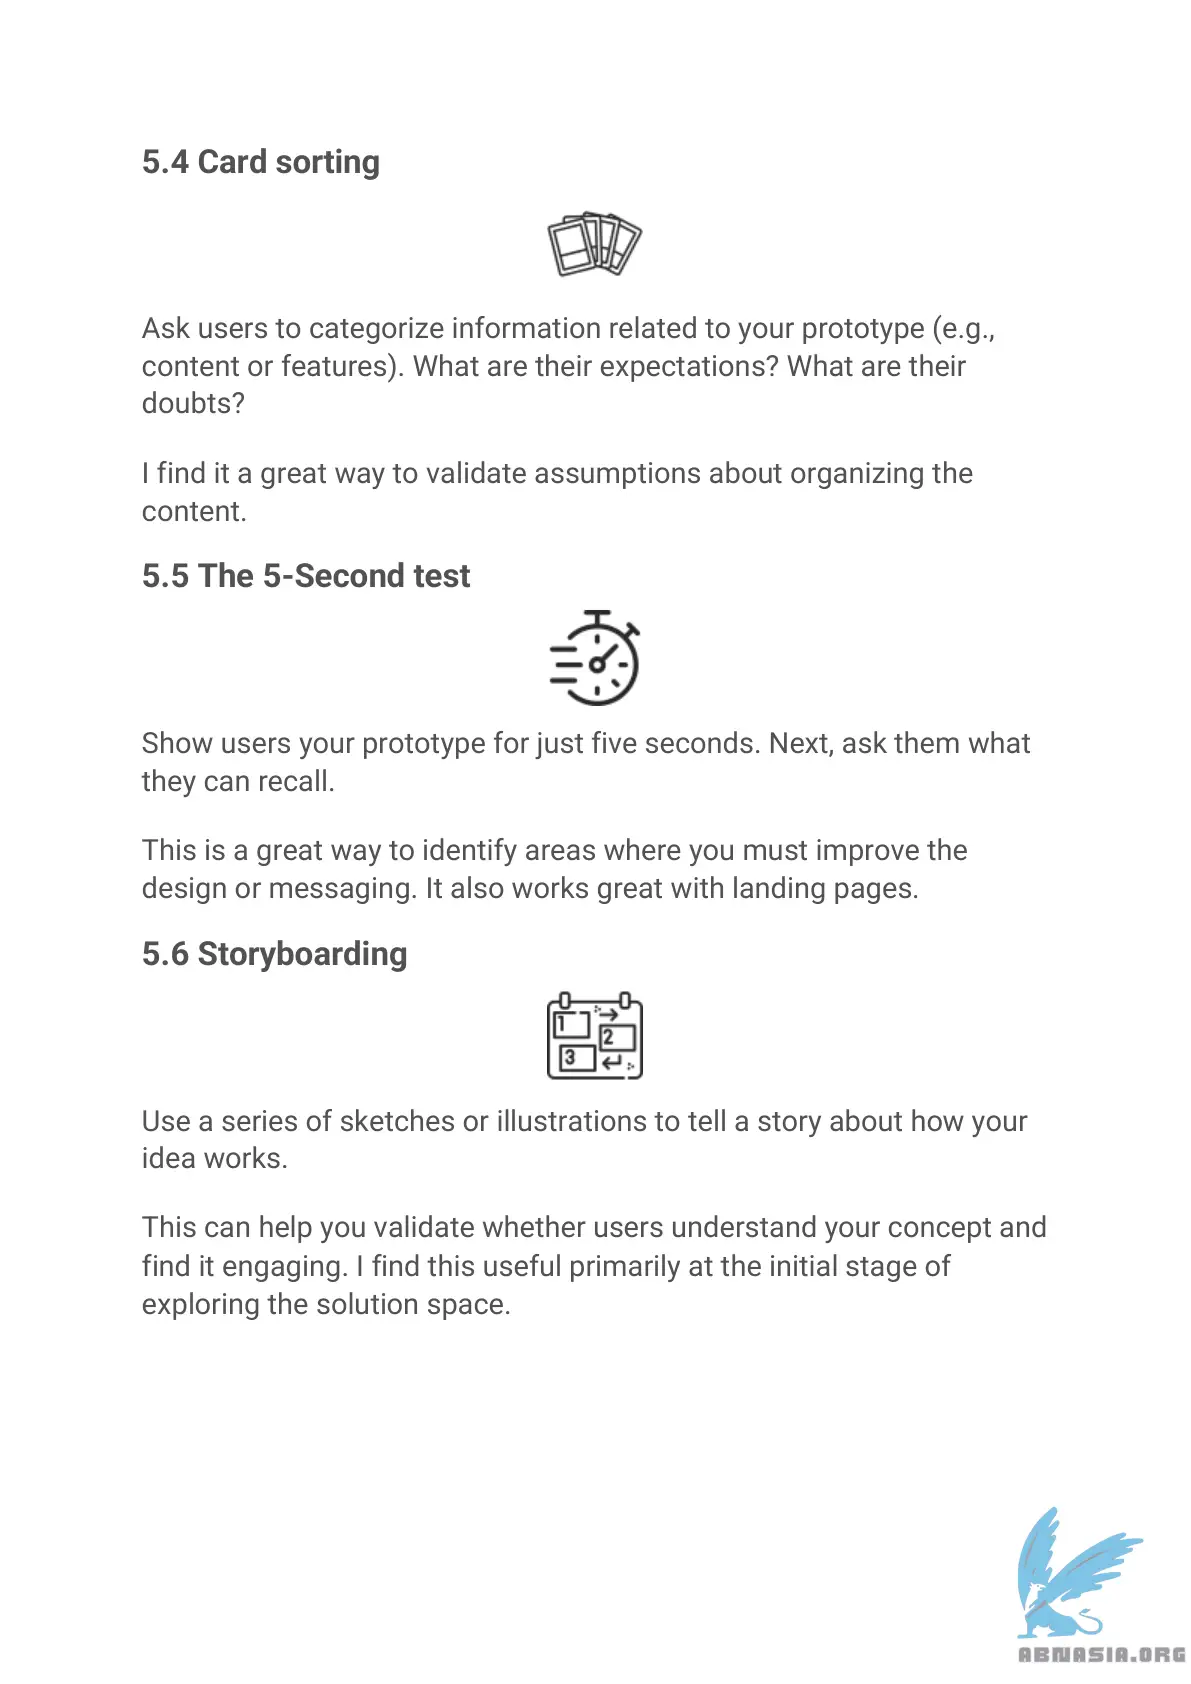 5.4 Card sorting
Ask users to categorize information related to your prototype (e.g.,
content or features). What are their expectations? What are their
doubts?
I find it a great way to validate assumptions about organizing the
content.
5.5 The 5-Second test
Show users your prototype for just five seconds. Next, ask them what
they can recall.
This is a great way to identify areas where you must improve the
design or messaging. It also works great with landing pages.
5.6 Storyboarding
1
2
3
Use a series of sketches or illustrations to tell a story about how your
idea works.
This can help you validate whether users understand your concept and
find it engaging. I find this useful primarily at the initial stage of
exploring the solution space.
ABNASIA.ORG